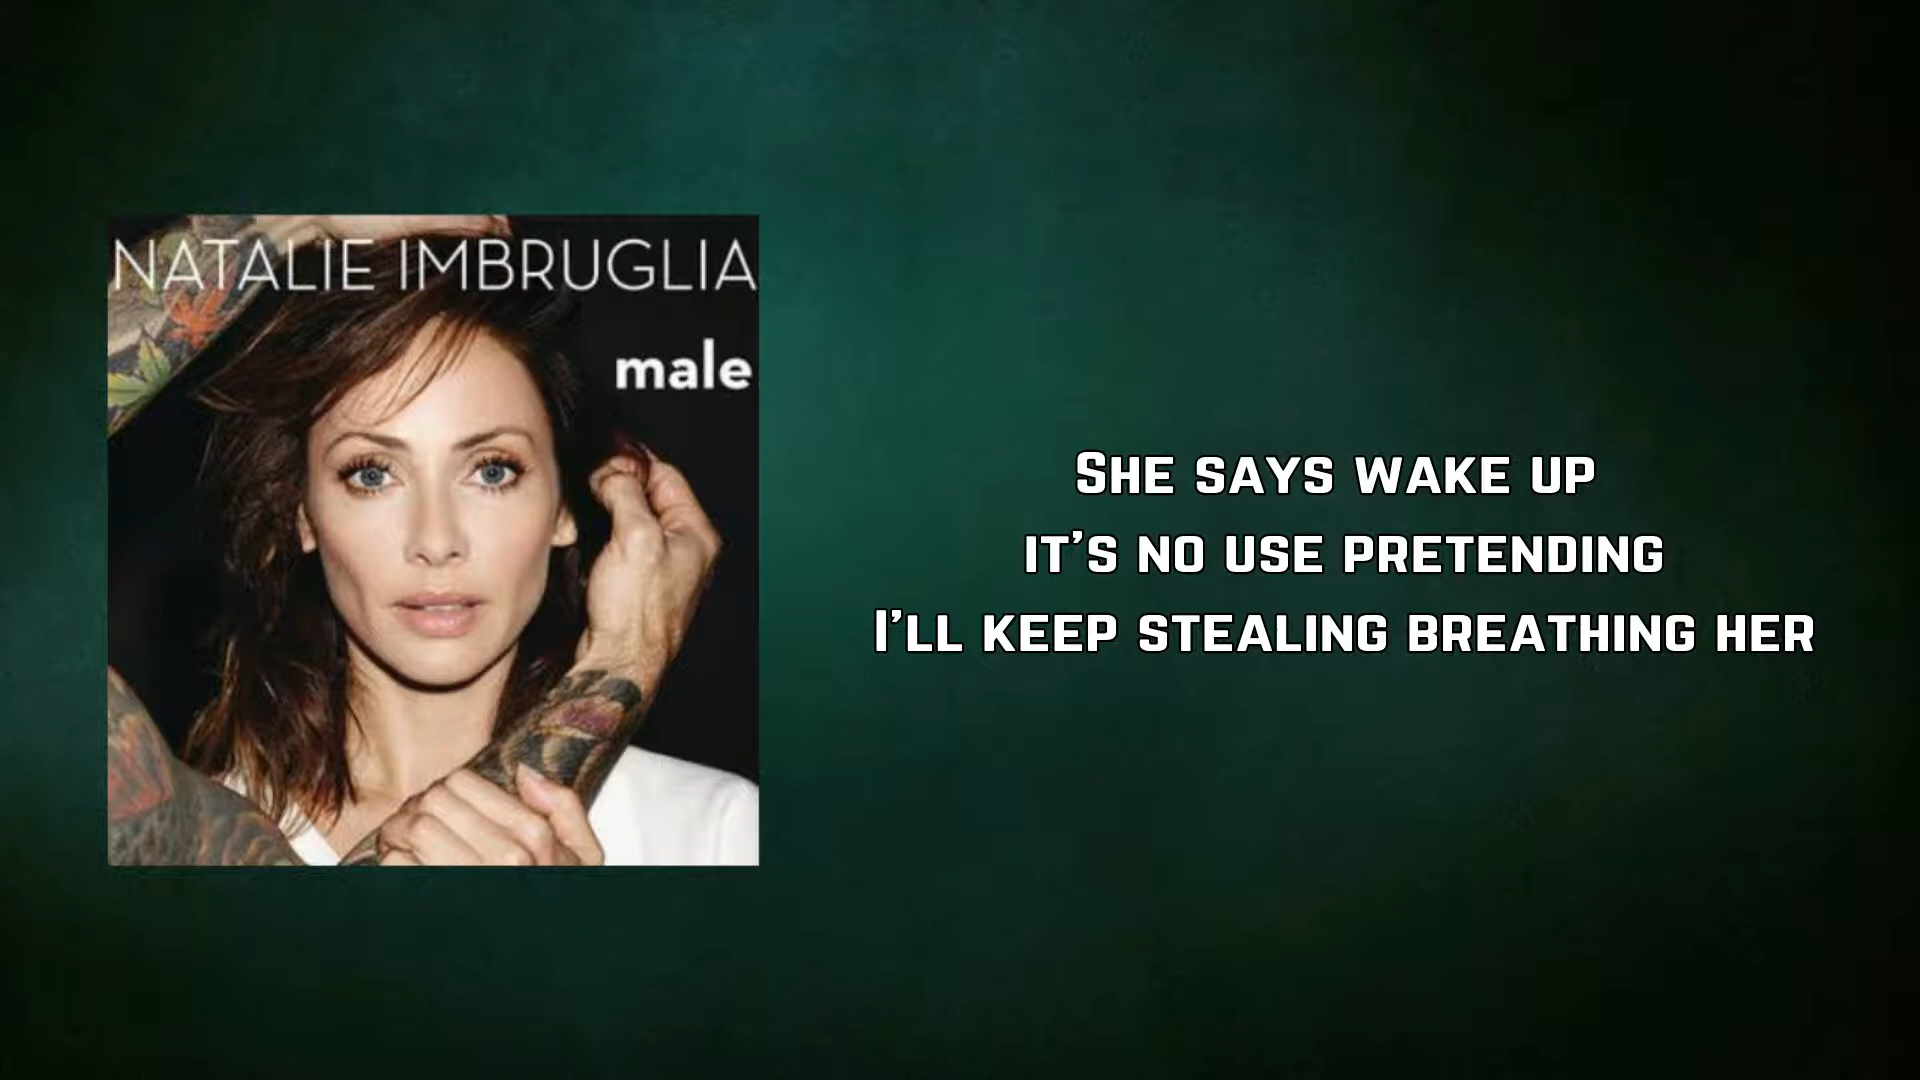 NATALIE IMBRUGLIA
male
She says wake up
it's no use pretending
I'll keep stealing breathing her